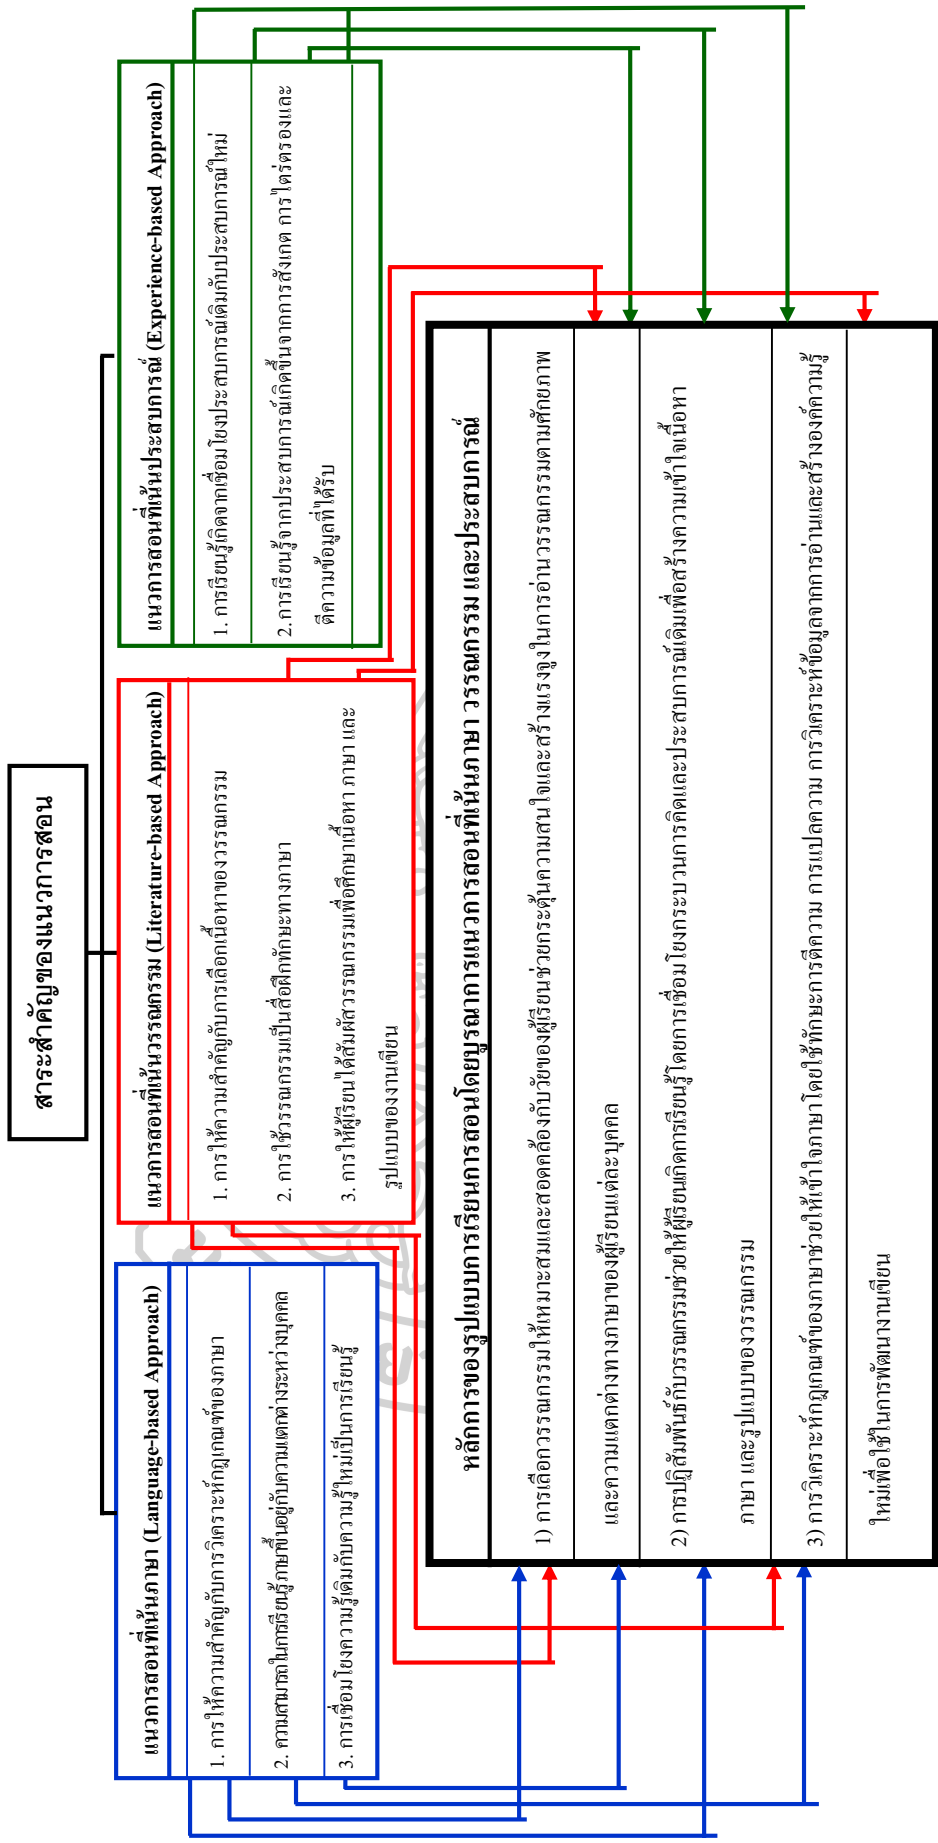 สาระสำคัญของแนวการสอน
แนวการสอนที่เน้นภาษา (Language-based Approach)
1. การให้ความสำคัญกับการวิเคราะห์กฎเกณฑ์ของภาษา
2. ความสามารถในการเรียนรู้ภาษาขึ้นอยู่กับความแตกต่างระหว่างบุคคล
3. การเชื่อมโยงความรู้เดิมกับความรู้ใหม่เป็นการเรียนรู้
แนวการสอนที่เน้นวรรณกรรม (Literature-based Approach)
1. การให้ความสำคัญกับการเลือกเนื้อหาของวรรณกรรม
2. การใช้วรรณกรรมเป็นสื่อฝึกทักษะทางภาษา
3. การให้ผู้เรียนได้สัมผัสวรรณกรรมเพื่อศึกษาเนื้อหา ภาษา และ
รูปแบบของงานเขียน
แนวการสอนที่เน้นประสบการณ์ (Experience-based Approach)
1. การเรียนรู้เกิดจากเชื่อมโยงประสบการณ์เดิมกับประสบการณ์ใหม่
2. การเรียนรู้จากประสบการณ์เกิดขึ้นจากการสังเกต การไตร่ตรองและ
ตีความข้อมูลที่ได้รับ
หลักการของรูปแบบการเรียนการสอนโดยบูรณาการแนวการสอนที่เน้นภาษา วรรณกรรม และประสบการณ์
1) การเลือกวรรณกรรมให้เหมาะสมและสอดคล้องกับวัยของผู้เรียนช่วยกระตุ้นความสนใจและสร้างแรงจูงในการอ่านวรรณกรรมตามศักยภาพ
และความแตกต่างทางภาษาของผู้เรียนแต่ละบุคคล
2) การปฏิสัมพันธ์กับวรรณกรรมช่วยให้ผู้เรียนเกิดการเรียนรู้โดยการเชื่อมโยงกระบวนการคิดและประสบการณ์เดิมเพื่อสร้างความเข้าใจเนื้อหา
ภาษา และรูปแบบของวรรณกรรม
3) การวิเคราะห์กฎเกณฑ์ของภาษาช่วยให้เข้าใจภาษาโดยใช้ทักษะการตีความ การแปลความ การวิเคราะห์ข้อมูลจากการอ่านและสร้างองค์ความรู้
ใหม่เพื่อใช้ในการพัฒนางานเขียน